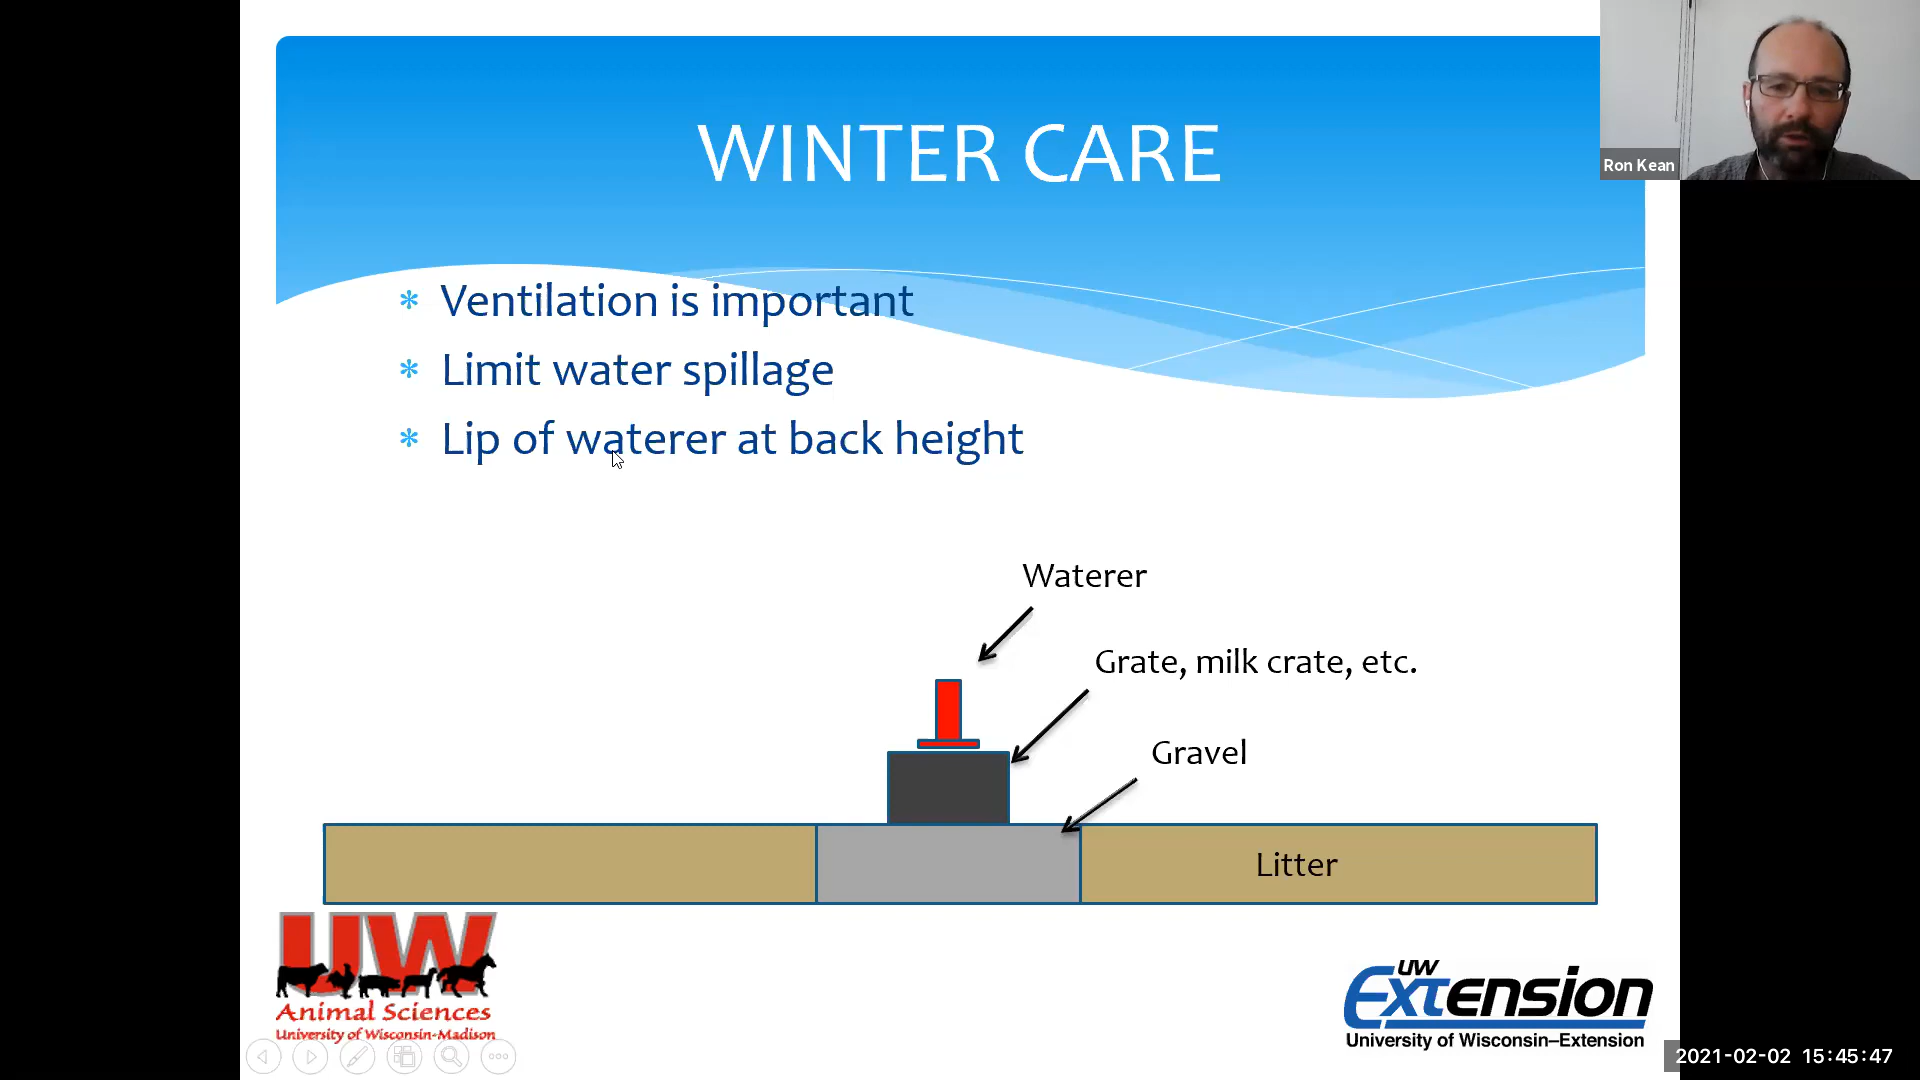 WINTER CARE
Ron Kean
* Ventilation is important
* Limit water spillage
* Lip of waterer at back height
Waterer
Grate, milk crate, etc.
Gravel
Litter
UW
Animal Sciences
University of Wisconsin-Madison
UW
Extension
University of Wisconsin–Extension
2021-02-02 15:45:47